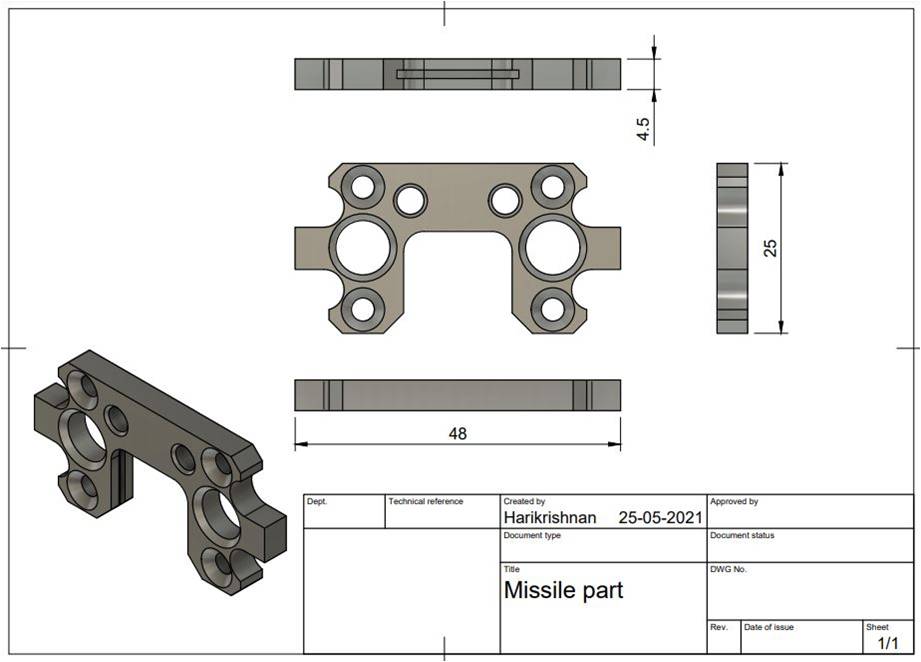 4.5
25
48
Dept.
Technical reference
Created by
Harikrishnan 25-05-2021
Approved by
Document type
Document status
Title
Missile part
DWG No.
Rev.
Date of issue
Sheet
1/1